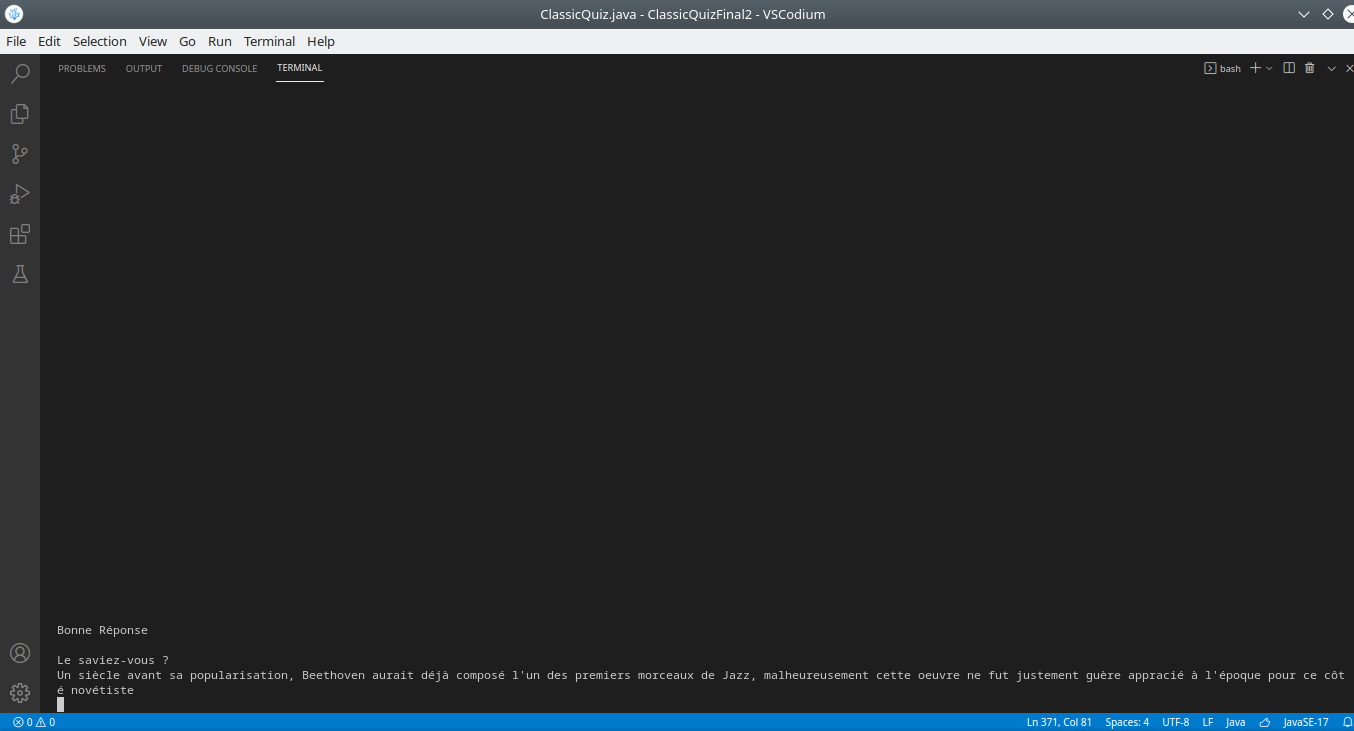 ClassicQuiz.java - ClassicQuizFinal2 - VSCodium
File Edit Selection View Go Run Terminal Help
PROBLEMS OUTPUT DEBUG CONSOLE TERMINAL bash
Bonne Réponse
Le saviez-vous ?
Un siècle avant sa popularisation, Beethoven aurait déjà composé l'un des premiers morceaux de Jazz, malheureusement cette oeuvre ne fut justement guère appracié à l'époque pour ce côt
é novétiste
0 0 Ln 371, Col 81 Spaces: 4 UTF-8 LF Java JavaSE-17